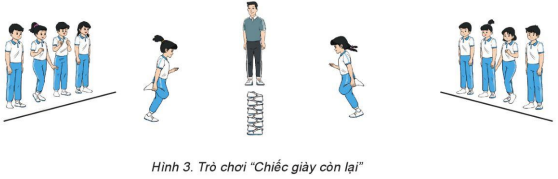 Hình 3. Trò chơi “Chiếc giày còn lại”